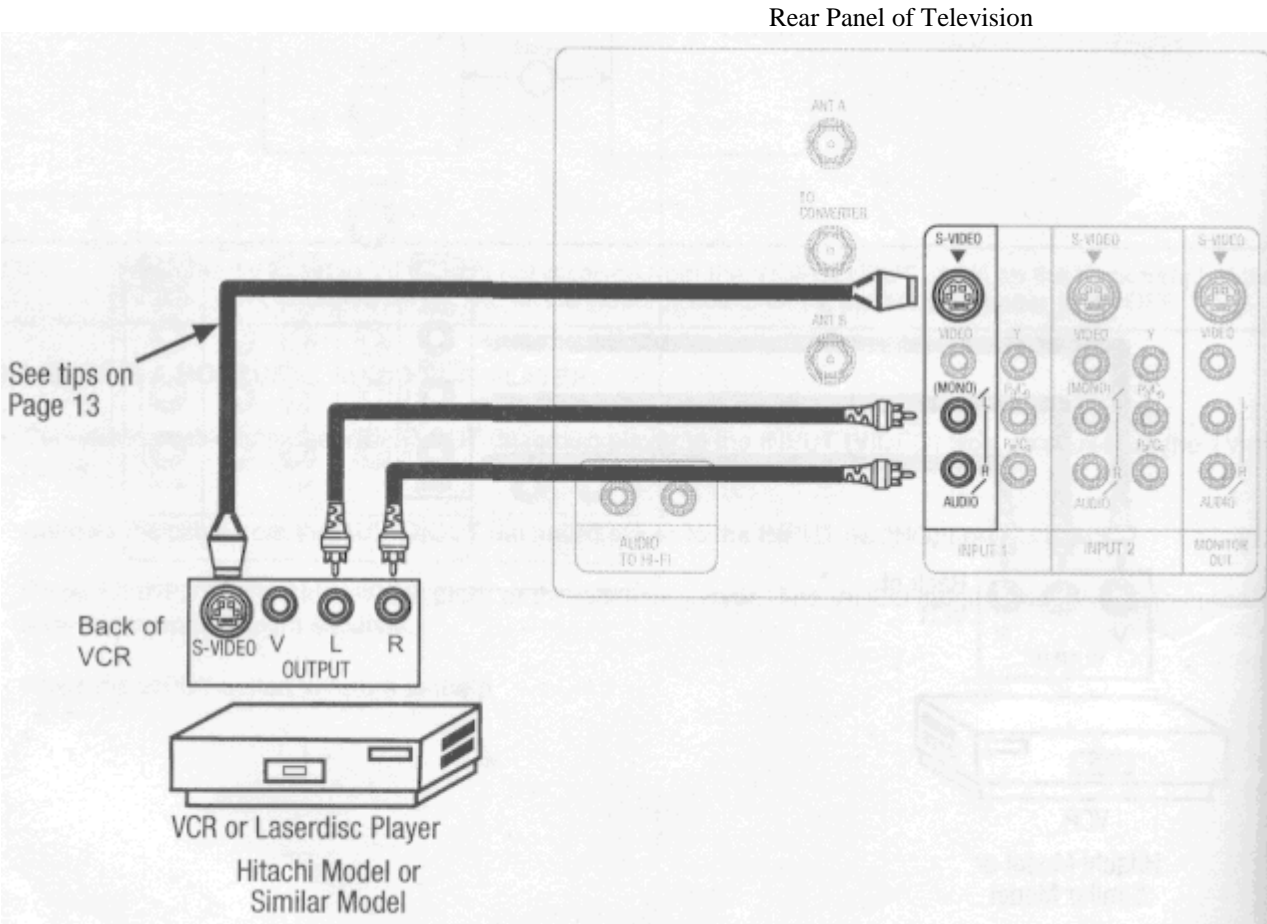 Rear Panel of Television
ANT A
TO
CONVERTER
ANT B
S-VIDEO
S-VIDEO
S-VIDEO
VIDEO
Y
VIDEO
Y
VIDEO
(MONO)
(MONO)
R
R
R
AUDIO
AUDIO
AUDIO
INPUT 1
INPUT 2
MONITOR
OUT
AUDIO
TO HI-FI
See tips on
Page 13
Back of
VCR
S-VIDEO V L R
OUTPUT
VCR or Laserdisc Player
Hitachi Model or
Similar Model